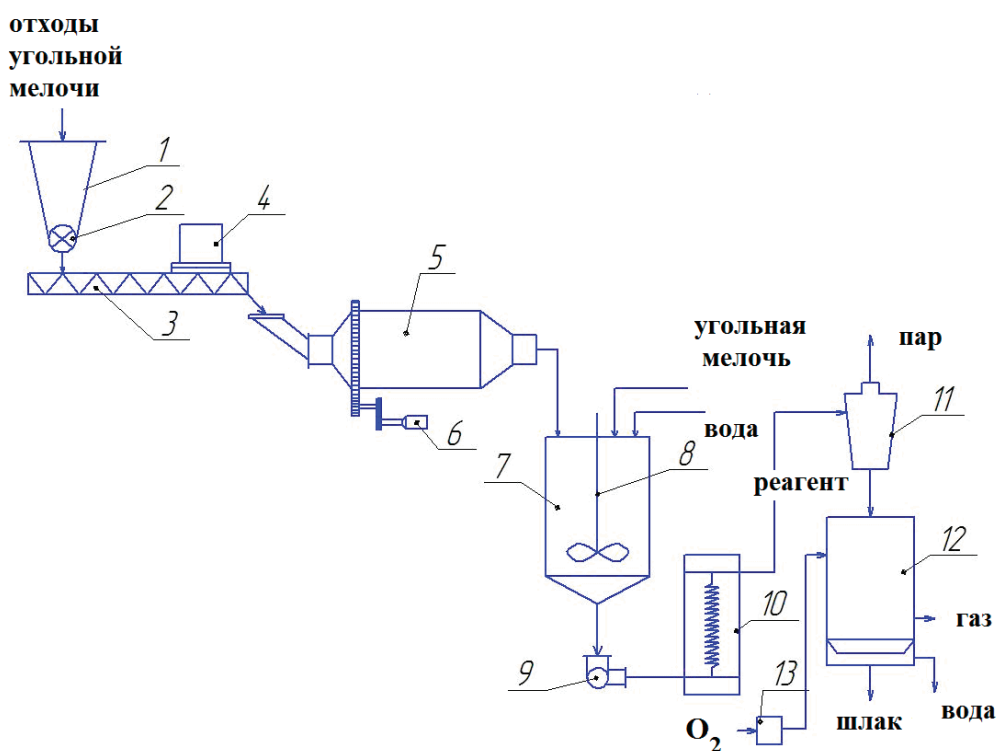 отходы
угольной
мелочи
1
2
4
3
5
6
угольная
мелочь
вода
7
8
реагент
пар
11
12
газ
9
10
13
O2
шлак
вода